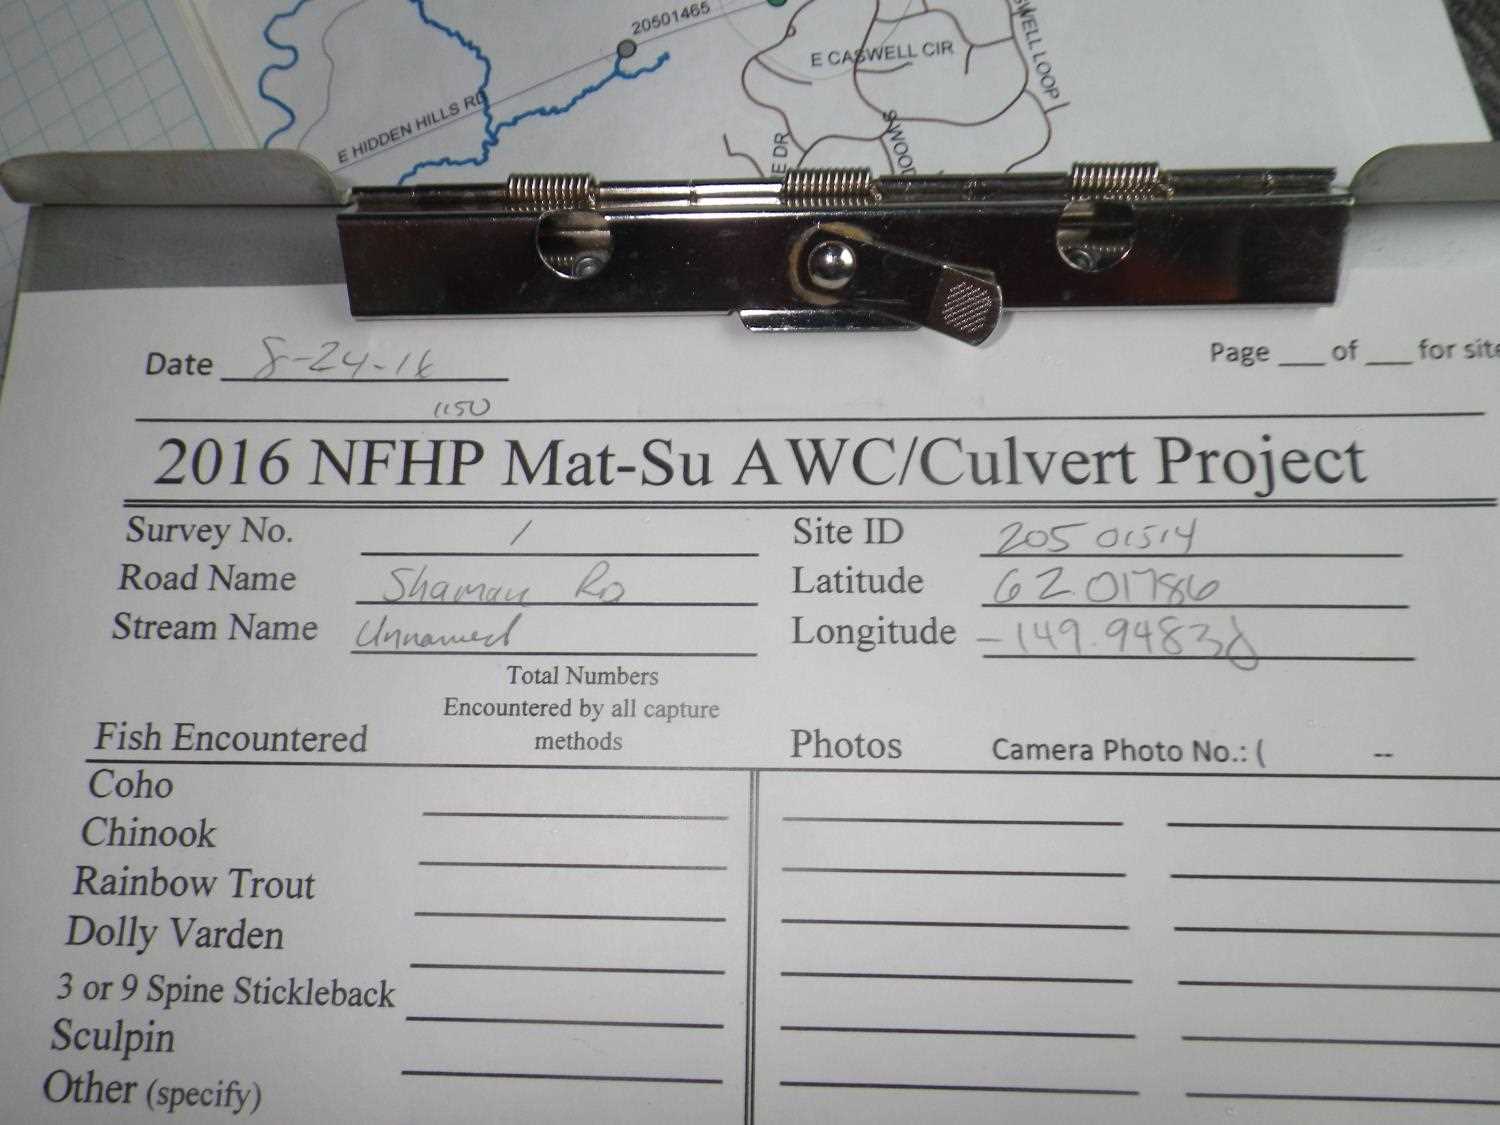 20501465
E CASWELL CIR
WELL LOOP
E HIDDEN HILLS RD
E DR
S WOOD
Date 8-24-16
Page ___ of ___ for site
1150
2016 NFHP Mat-Su AWC/Culvert Project
Survey No. 1 Site ID 20501514
Road Name Shaman Rd Latitude 62.01786
Stream Name Unnamed Longitude -149.94838
Total Numbers
Encountered by all capture
methods
Fish Encountered Photos Camera Photo No.: ( --
Coho
Chinook
Rainbow Trout
Dolly Varden
3 or 9 Spine Stickleback
Sculpin
Other (specify)